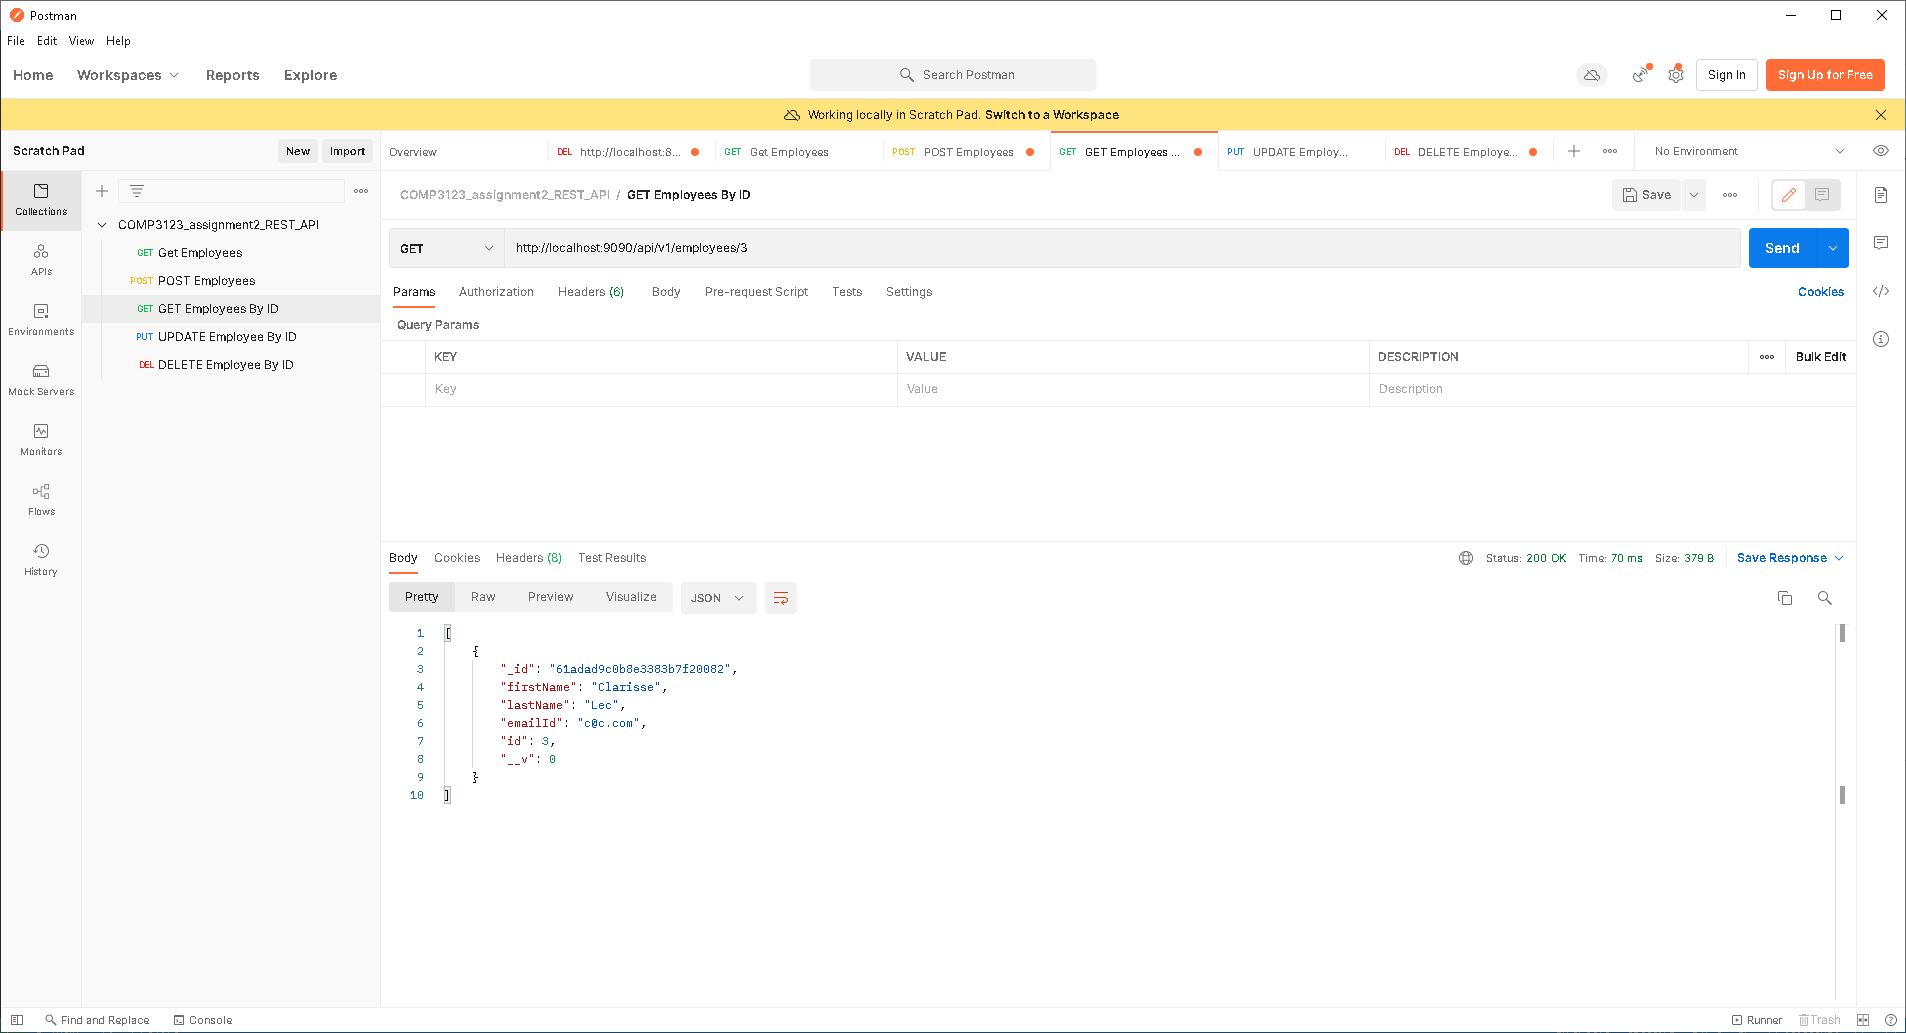 Postman
File Edit View Help
Home Workspaces Reports Explore
Search Postman
Sign In
Sign Up for Free
Working locally in Scratch Pad. Switch to a Workspace
Scratch Pad
New Import
Overview
DEL http://localhost:8...
GET Get Employees
POST POST Employees
GET GET Employees ...
PUT UPDATE Employ...
DEL DELETE Employe...
No Environment
Collections
APIs
Environments
Mock Servers
Monitors
Flows
History
COMP3123_assignment2_REST_API
GET Get Employees
POST POST Employees
GET GET Employees By ID
PUT UPDATE Employee By ID
DEL DELETE Employee By ID
COMP3123_assignment2_REST_API / GET Employees By ID
Save
GET http://localhost:9090/api/v1/employees/3
Send
Params Authorization Headers (6) Body Pre-request Script Tests Settings
Cookies
Query Params
KEY VALUE DESCRIPTION
Bulk Edit
Key Value Description
Body Cookies Headers (8) Test Results
Status: 200 OK Time: 70 ms Size: 379 B
Save Response
Pretty Raw Preview Visualize JSON
1 [
2 {
3 "_id": "61adad9c0b8e3383b7f20082",
4 "firstName": "Clarisse",
5 "lastName": "Lec",
6 "emailId": "c@c.com",
7 "id": 3,
8 "__v": 0
9 }
10 ]
Find and Replace Console
Runner Trash